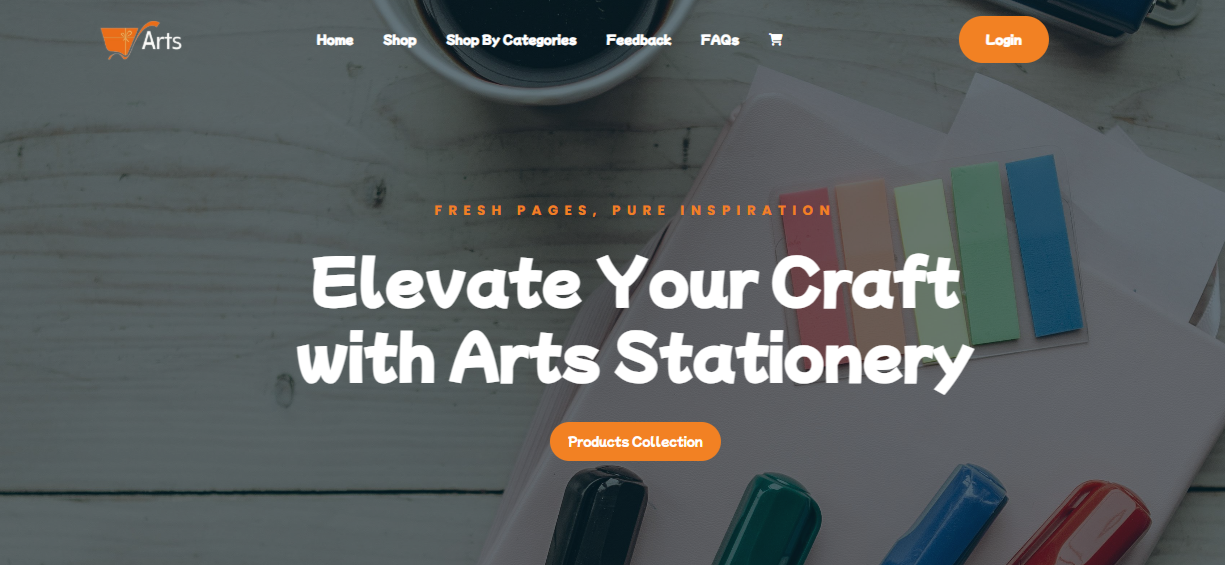 Arts
Home Shop Shop By Categories Feedback FAQs
Login
FRESH PAGES, PURE INSPIRATION
Elevate Your Craft
with Arts Stationery
Products Collection